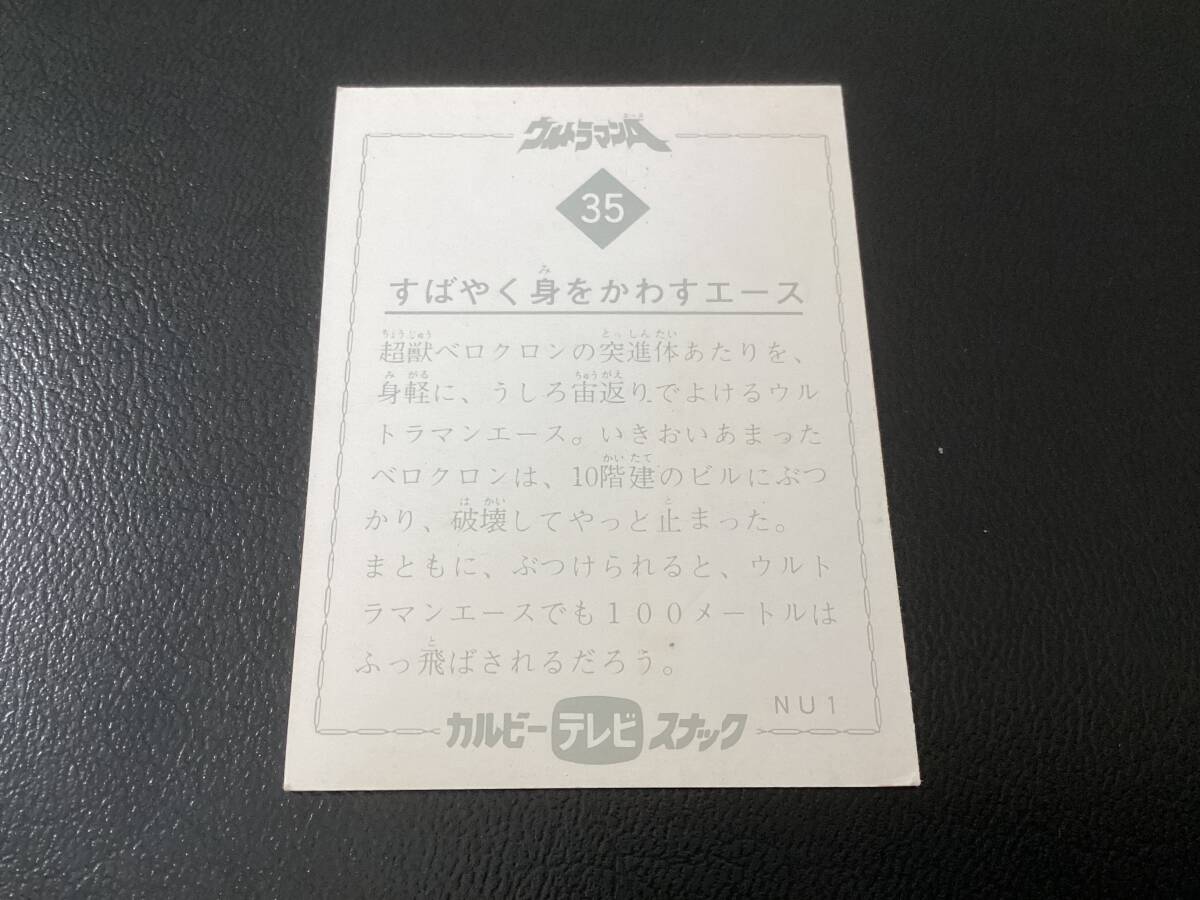 ウルトラマンA
35
すばやく身をかわすエース
超獣ベロクロンの突進体あたりを、
身軽に、うしろ宙返りでよけるウル
トラマンエース。いきおいあまった
ベロクロンは、10階建のビルにぶつ
かり、破壊してやっと止まった。
まともに、ぶつけられると、ウルト
ラマンエースでも１００メートルは
ふっ飛ばされるだろう。
NU1
カルビーテレビスナック